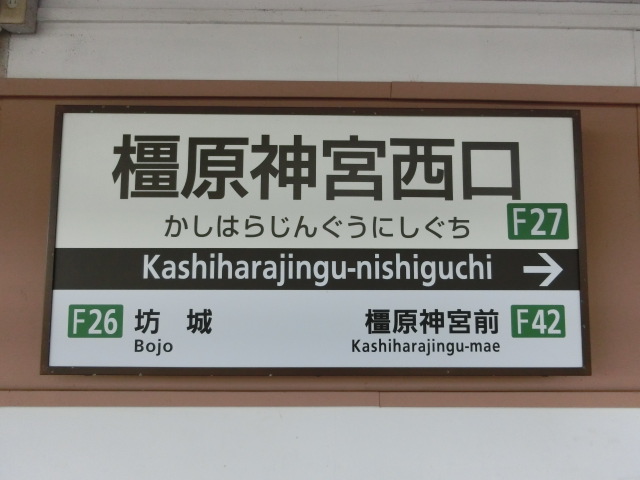 橿原神宮西口
かしはらじんぐうにしぐち
F27
Kashiharajingu-nishiguchi →
F26 坊城 橿原神宮前 F42
Bojo Kashiharajingu-mae